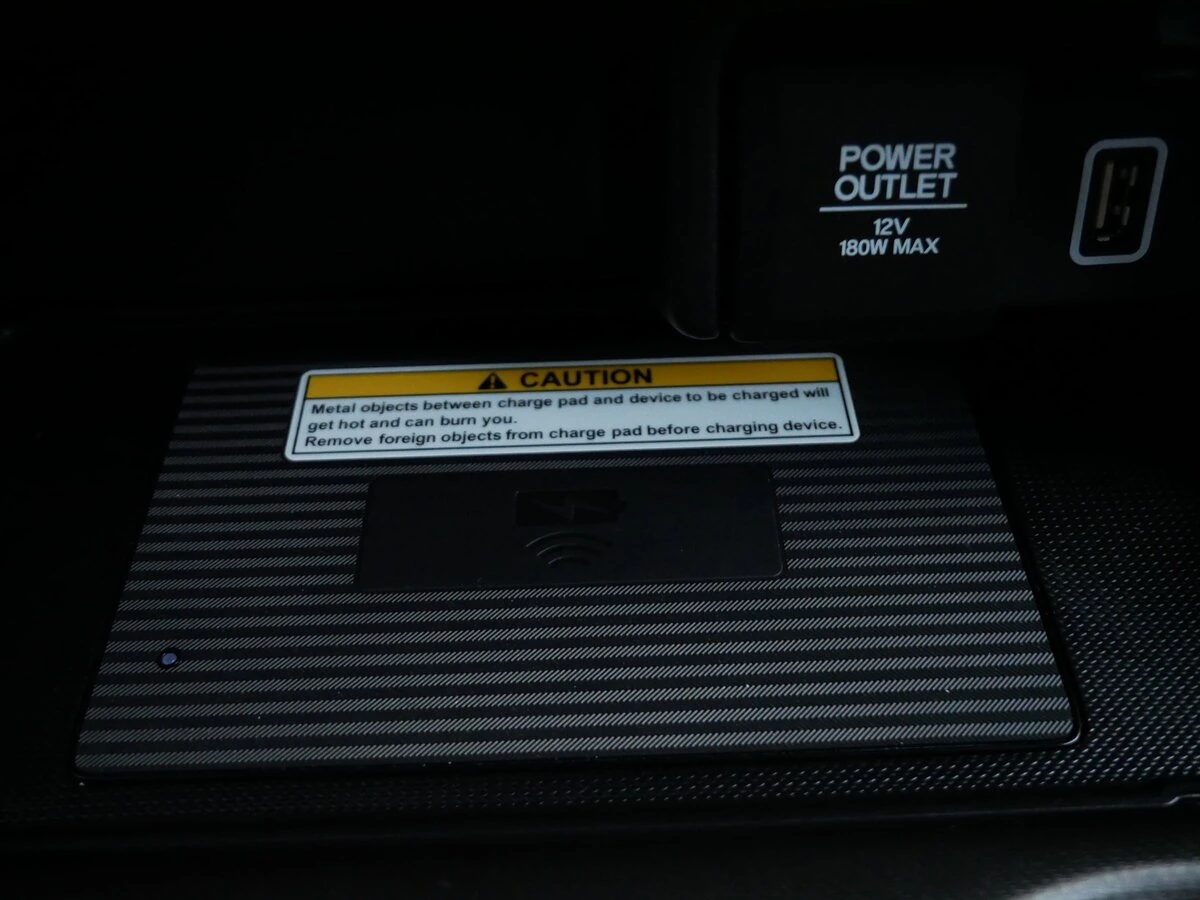 POWER
OUTLET
12V
180W MAX
CAUTION
Metal objects between charge pad and device to be charged will
get hot and can burn you.
Remove foreign objects from charge pad before charging device.